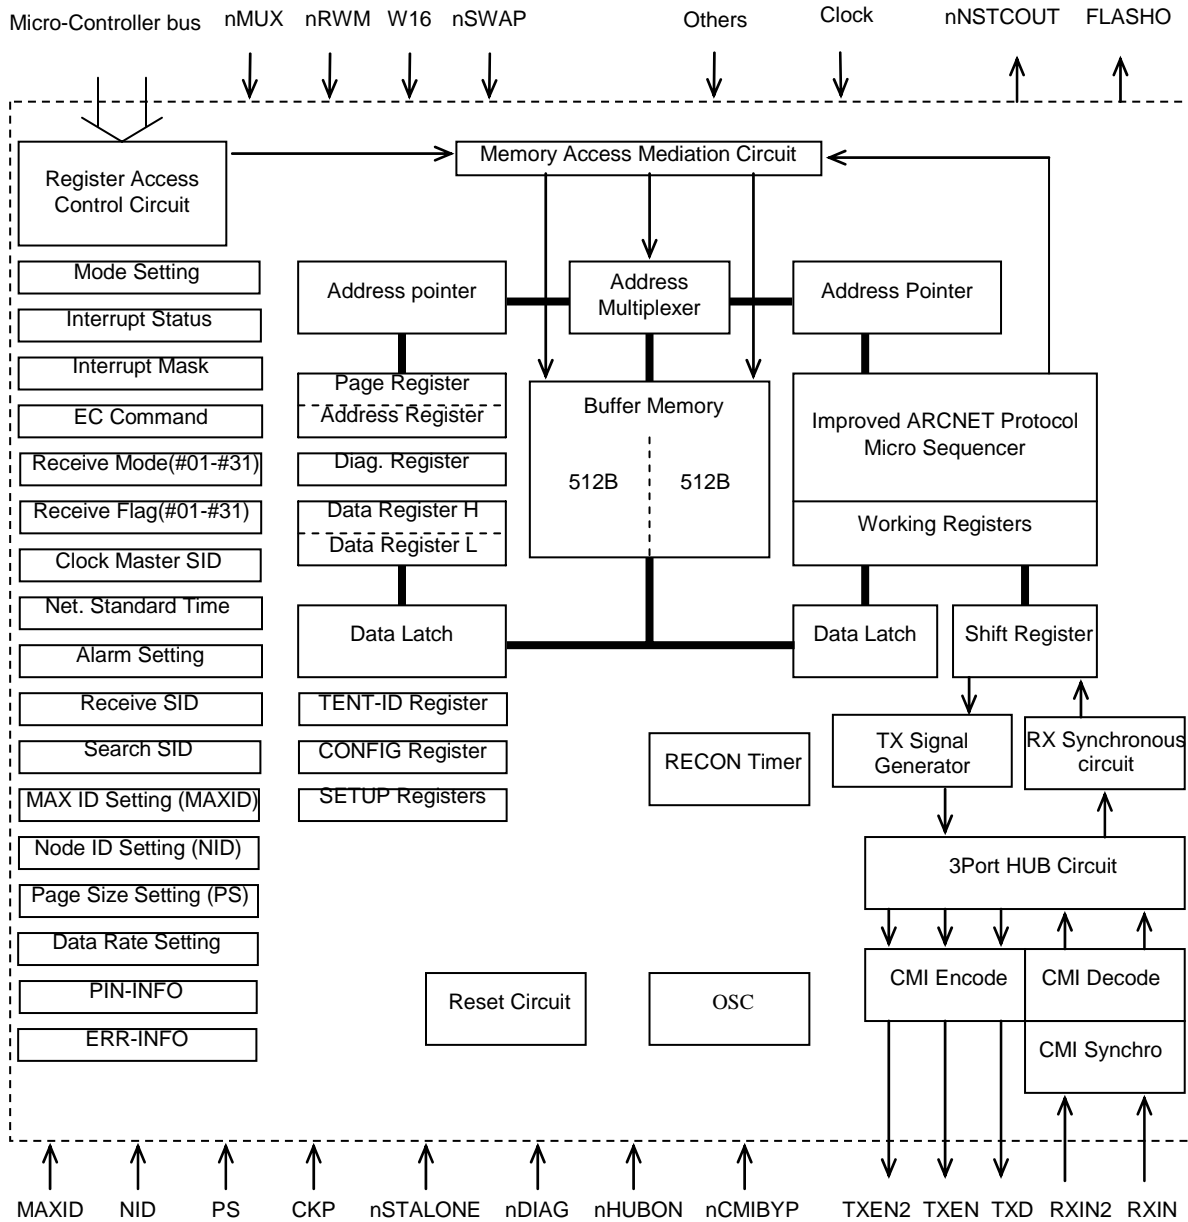 Micro-Controller bus nMUX nRWM W16 nSWAP Others Clock nNSTCOUT FLASHO
Register Access
Control Circuit
Memory Access Mediation Circuit
Mode Setting
Interrupt Status
Interrupt Mask
EC Command
Receive Mode(#01-#31)
Receive Flag(#01-#31)
Clock Master SID
Net. Standard Time
Alarm Setting
Receive SID
Search SID
MAX ID Setting (MAXID)
Node ID Setting (NID)
Page Size Setting (PS)
Data Rate Setting
PIN-INFO
ERR-INFO
Address pointer
Page Register
Address Register
Diag. Register
Data Register H
Data Register L
Data Latch
TENT-ID Register
CONFIG Register
SETUP Registers
Address
Multiplexer
Buffer Memory
512B 512B
Address Pointer
Improved ARCNET Protocol
Micro Sequencer
Working Registers
Data Latch
Shift Register
RECON Timer
TX Signal
Generator
RX Synchronous
circuit
3Port HUB Circuit
CMI Encode
CMI Decode
CMI Synchro
Reset Circuit
OSC
MAXID NID PS CKP nSTALONE nDIAG nHUBON nCMIBYP TXEN2 TXEN TXD RXIN2 RXIN